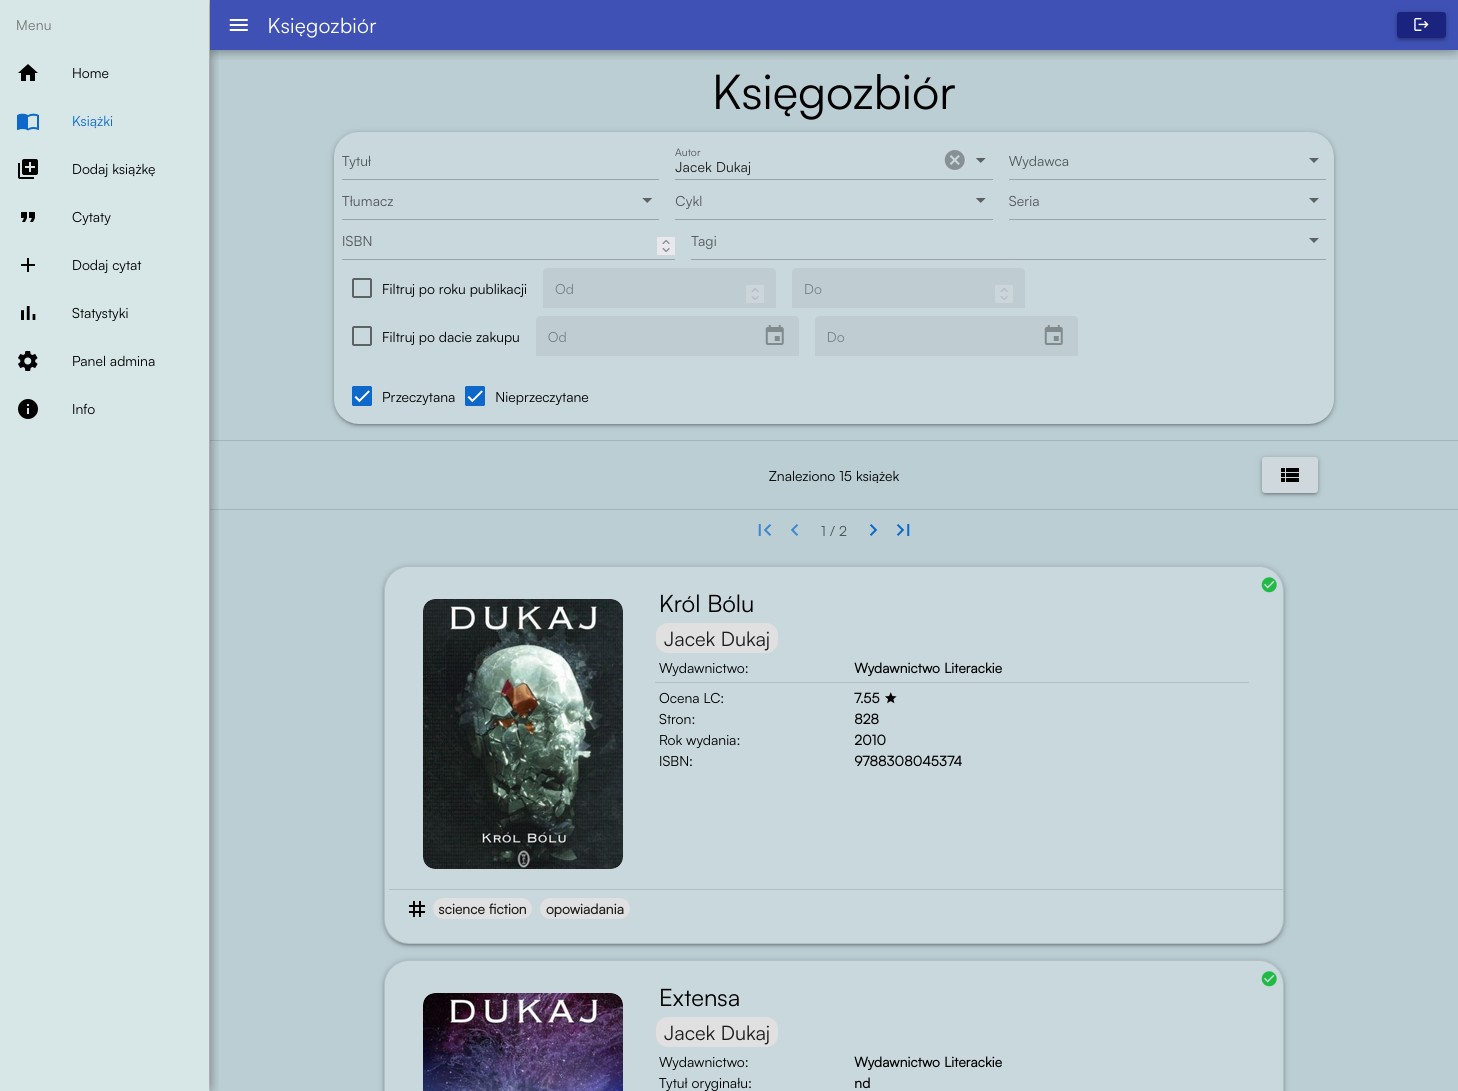 Menu
Home
Książki
Dodaj książkę
Cytaty
Dodaj cytat
Statystyki
Panel admina
Info
Księgozbiór
Księgozbiór
Tytuł
Autor
Jacek Dukaj
Wydawca
Tłumacz
Cykl
Seria
ISBN
Tagi
Filtruj po roku publikacji
Od
Do
Filtruj po dacie zakupu
Od
Do
Przeczytana
Nieprzeczytane
Znaleziono 15 książek
1 / 2
DUKAJ
KRÓL BÓLU
Król Bólu
Jacek Dukaj
Wydawnictwo: Wydawnictwo Literackie
Ocena LC: 7.55
Stron: 828
Rok wydania: 2010
ISBN: 9788308045374
science fiction opowiadania
DUKAJ
Extensa
Jacek Dukaj
Wydawnictwo: Wydawnictwo Literackie
Tytuł oryginału: nd